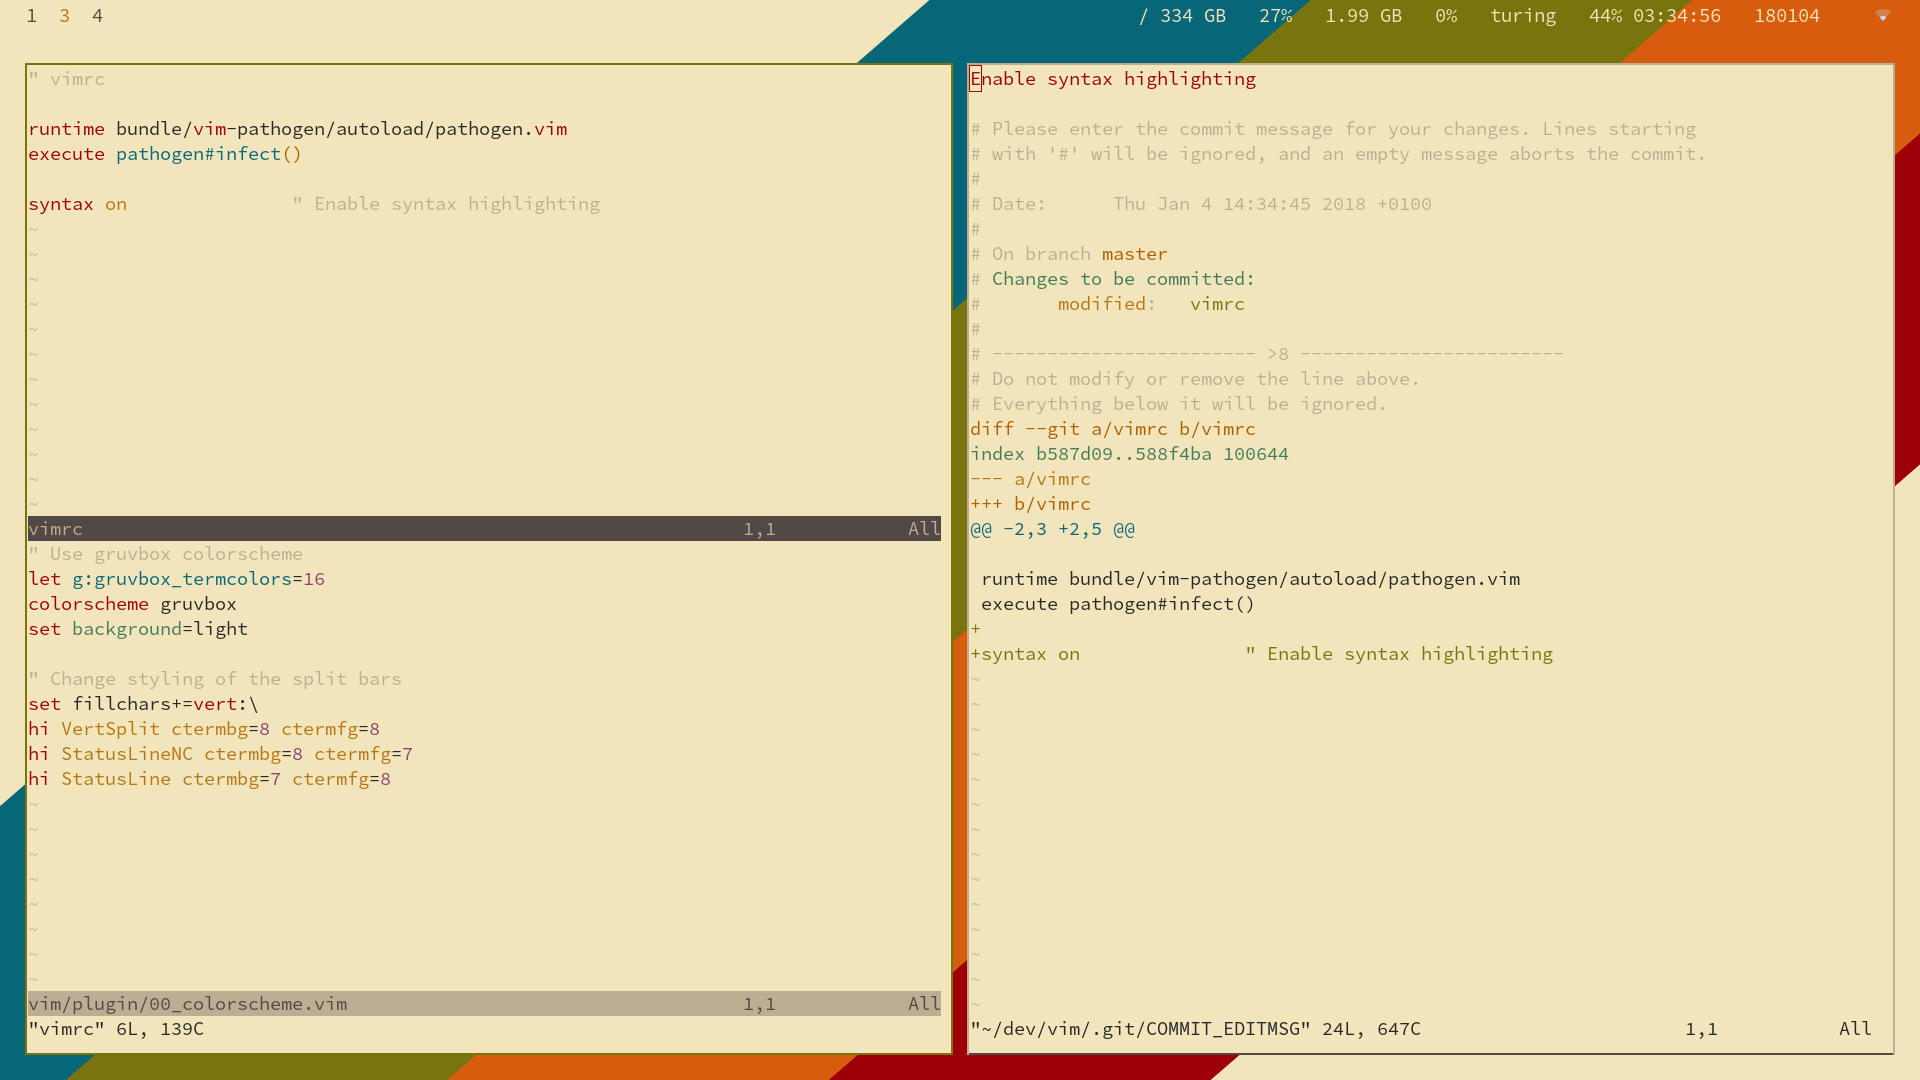 1 3 4 / 334 GB 27% 1.99 GB 0% turing 44% 03:34:56 180104
" vimrc

runtime bundle/vim-pathogen/autoload/pathogen.vim
execute pathogen#infect()

syntax on               " Enable syntax highlighting
~
~
~
~
~
~
~
~
~
~
~
~
vimrc 1,1 All
" Use gruvbox colorscheme
let g:gruvbox_termcolors=16
colorscheme gruvbox
set background=light

" Change styling of the split bars
set fillchars+=vert:\
hi VertSplit ctermbg=8 ctermfg=8
hi StatusLineNC ctermbg=8 ctermfg=7
hi StatusLine ctermbg=7 ctermfg=8
~
~
~
~
~
~
~
~
vim/plugin/00_colorscheme.vim 1,1 All
"vimrc" 6L, 139C
Enable syntax highlighting

# Please enter the commit message for your changes. Lines starting
# with '#' will be ignored, and an empty message aborts the commit.
#
# Date:      Thu Jan 4 14:34:45 2018 +0100
#
# On branch master
# Changes to be committed:
#       modified:   vimrc
#
# ------------------------ >8 ------------------------
# Do not modify or remove the line above.
# Everything below it will be ignored.
diff --git a/vimrc b/vimrc
index b587d09..588f4ba 100644
--- a/vimrc
+++ b/vimrc
@@ -2,3 +2,5 @@

 runtime bundle/vim-pathogen/autoload/pathogen.vim
 execute pathogen#infect()
+
+syntax on               " Enable syntax highlighting
~
~
~
~
~
~
~
~
~
~
~
~
~
~
"~/dev/vim/.git/COMMIT_EDITMSG" 24L, 647C 1,1 All